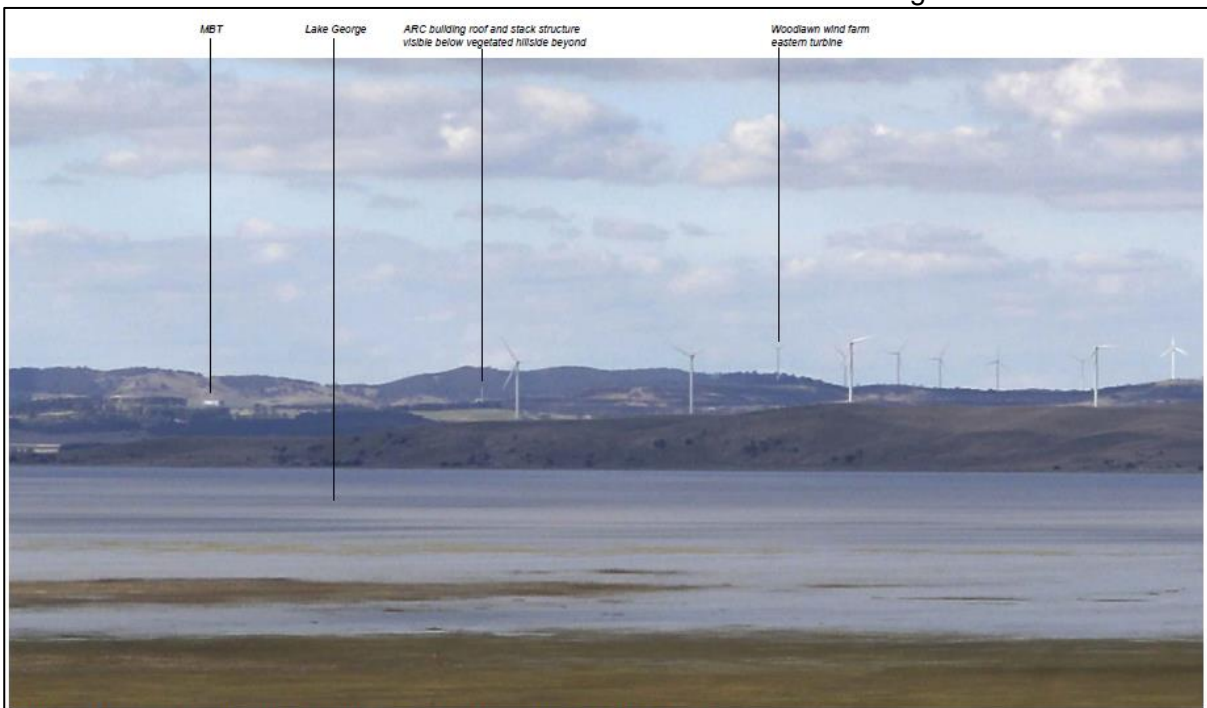 MBT
Lake George
ARC building roof and stack structure
visible below vegetated hillside beyond
Woodlawn wind farm
eastern turbine